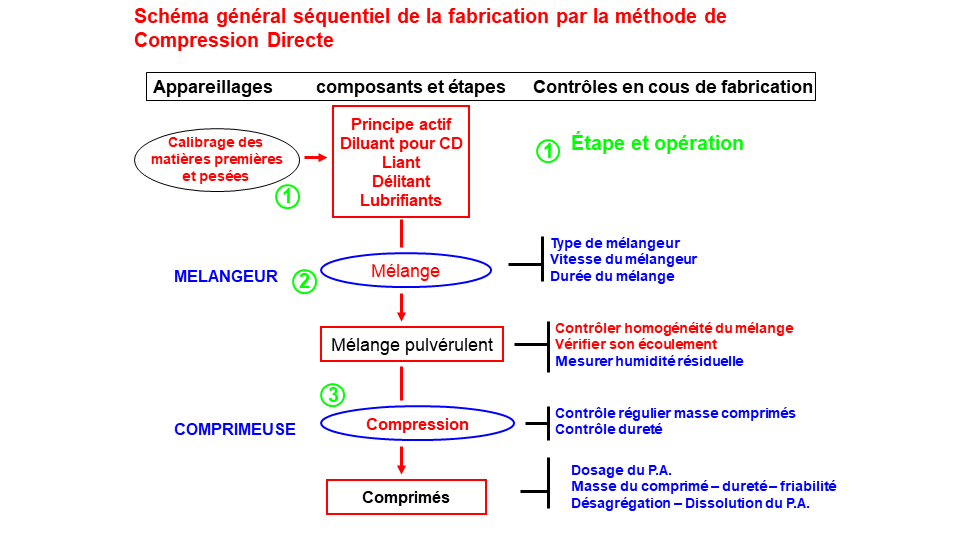 Schéma général séquentiel de la fabrication par la méthode de
Compression Directe
Appareillages composants et étapes Contrôles en cous de fabrication
Calibrage des
matières premières
et pesées
1
Principe actif
Diluant pour CD
Liant
Délitant
Lubrifiants
1 Étape et opération
MELANGEUR
2
Mélange
Type de mélangeur
Vitesse du mélangeur
Durée du mélange
Mélange pulvérulent
Contrôler homogénéité du mélange
Vérifier son écoulement
Mesurer humidité résiduelle
3
COMPRIMEUSE
Compression
Contrôle régulier masse comprimés
Contrôle dureté
Comprimés
Dosage du P.A.
Masse du comprimé – dureté – friabilité
Désagrégation – Dissolution du P.A.